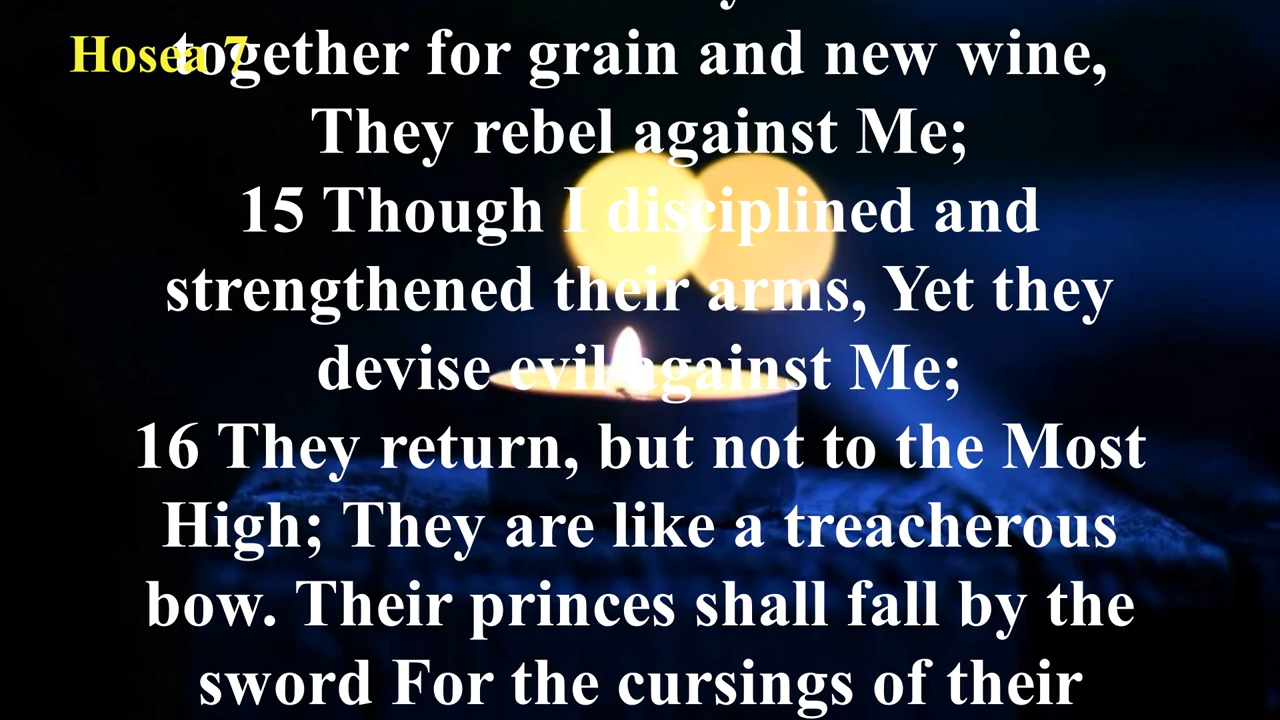 Hosea 7
together for grain and new wine,
They rebel against Me;
15 Though I disciplined and
strengthened their arms, Yet they
devise evil against Me;
16 They return, but not to the Most
High; They are like a treacherous
bow. Their princes shall fall by the
sword For the cursings of their